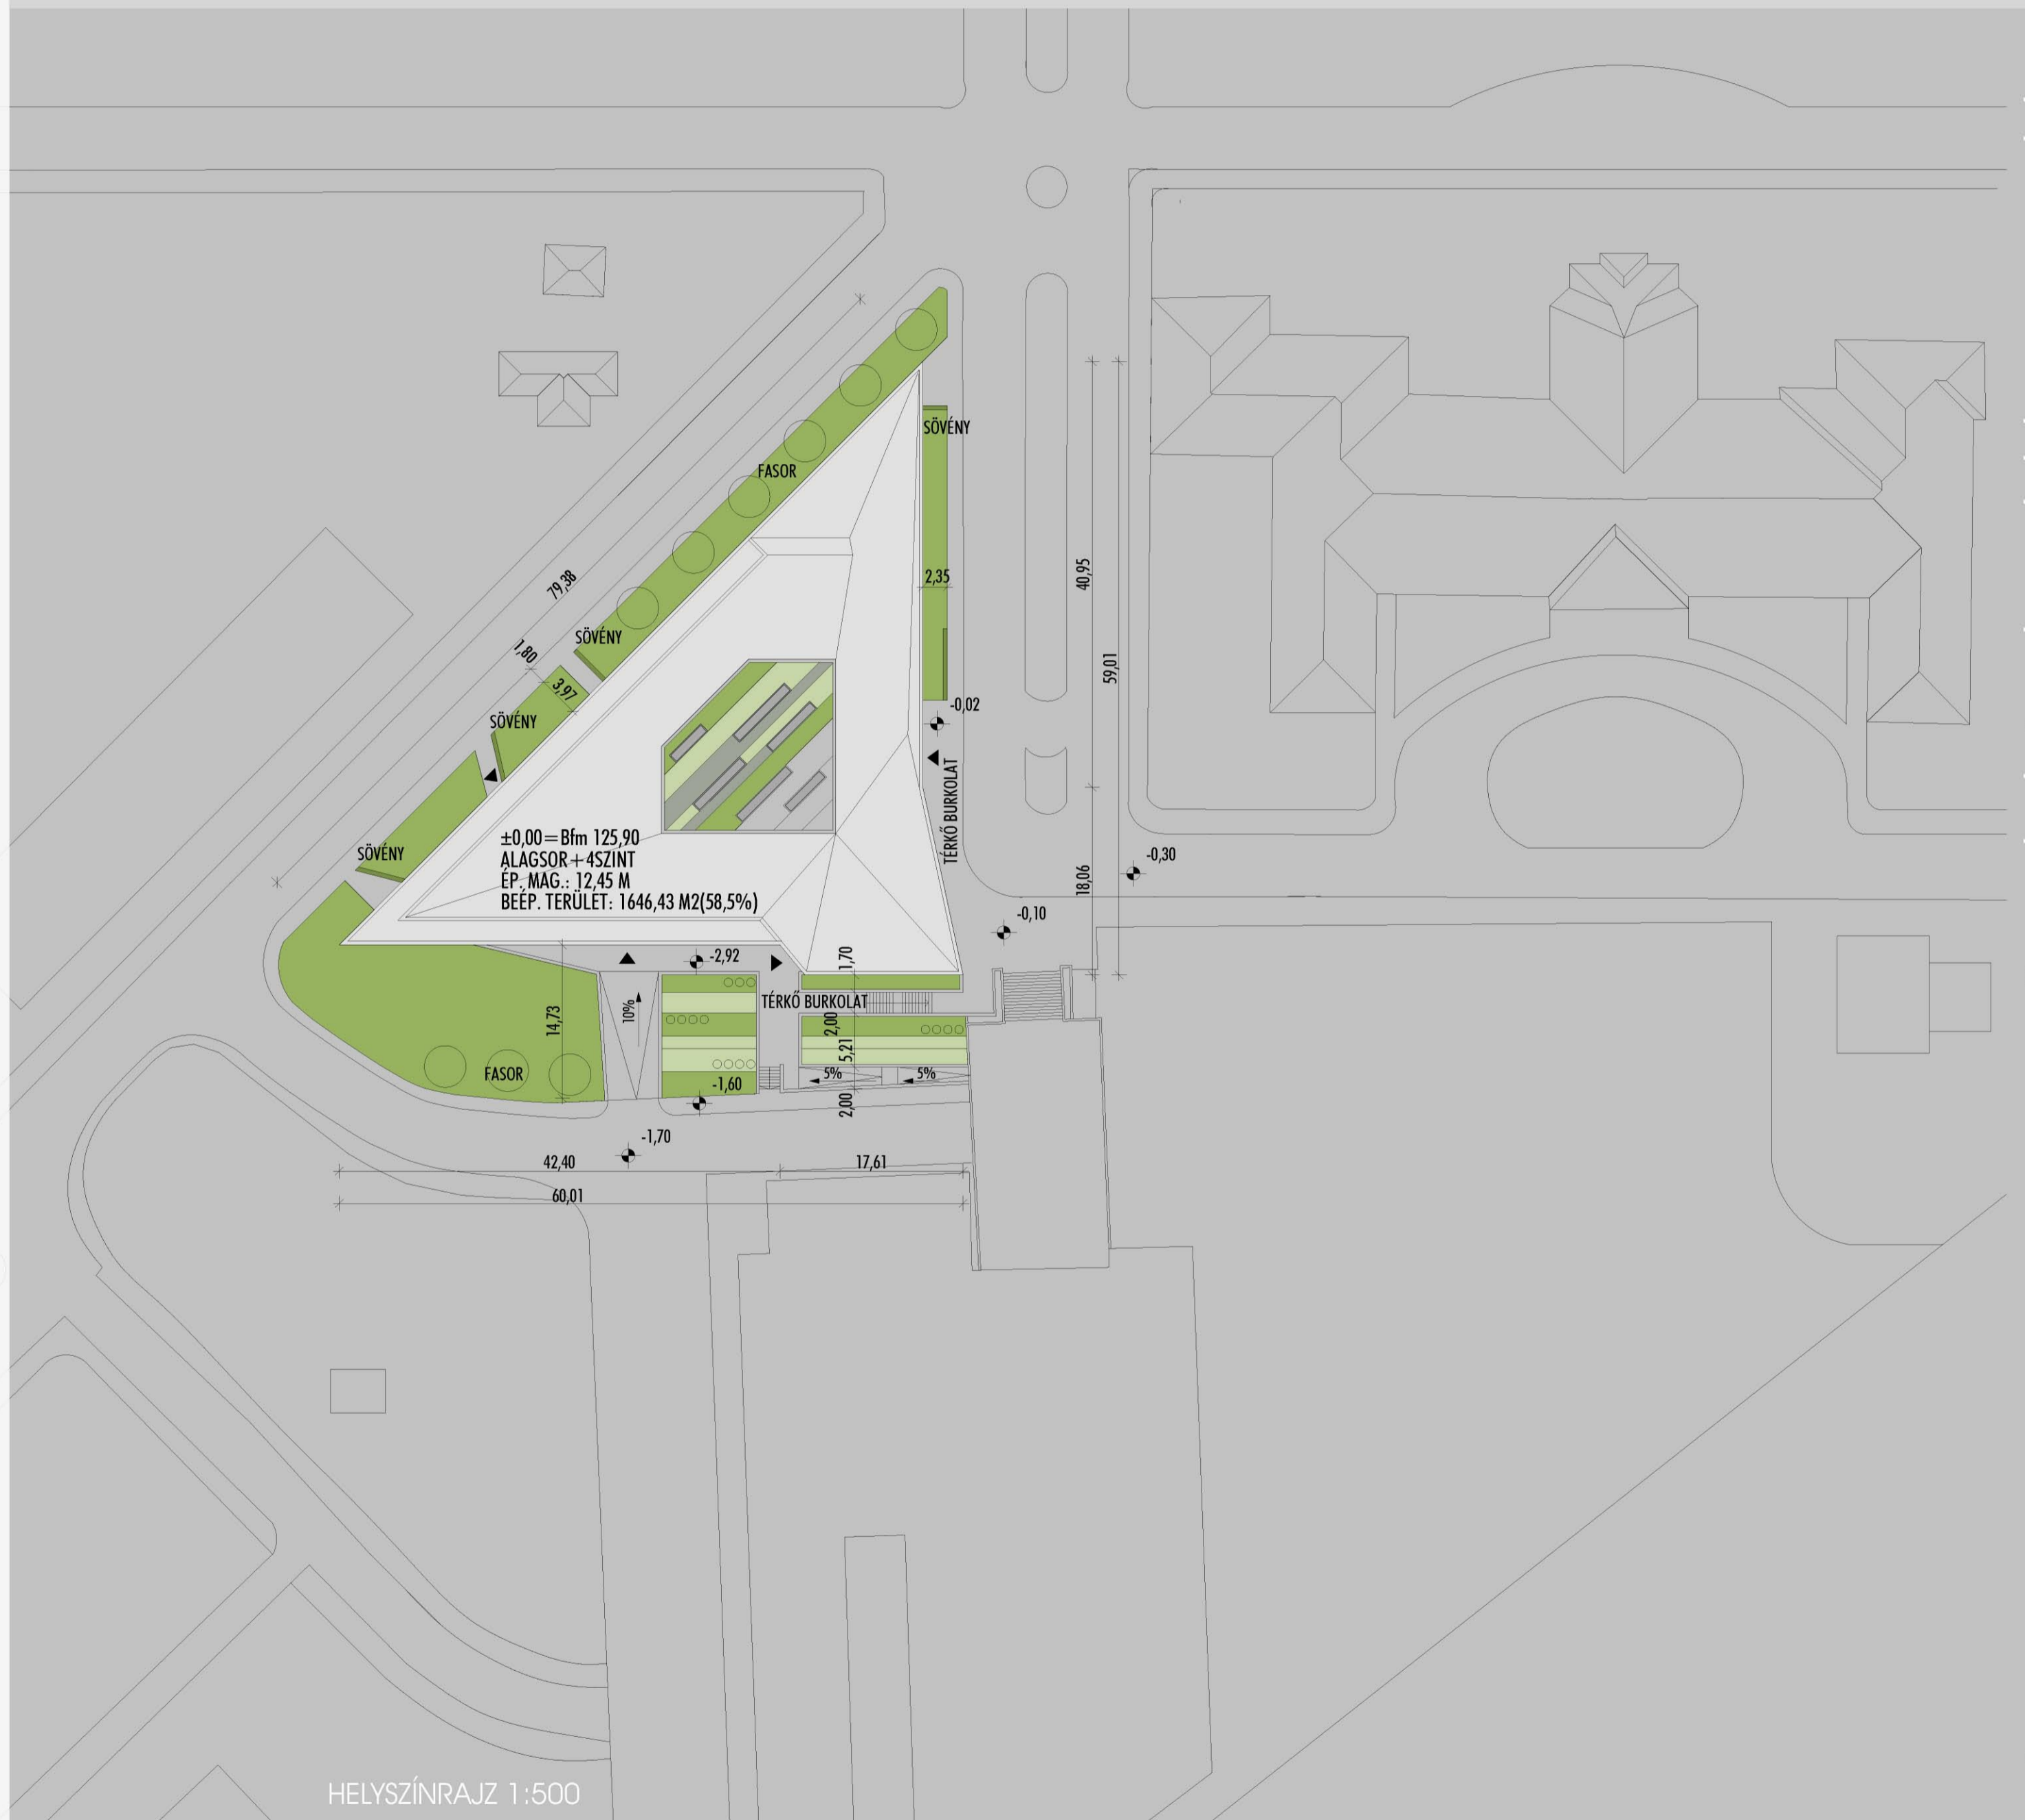 SÖVÉNY
FASOR
79,38
2,35
40,95
SÖVÉNY
1,80
3,97
59,01
SÖVÉNY
-0,02
TÉRKŐ BURKOLAT
±0,00=Bfm 125,90
ALAGSOR+4SZINT
ÉP. MAG.: 12,45 M
BEÉP. TERÜLET: 1646,43 M2(58,5%)
SÖVÉNY
-0,30
18,06
-0,10
-2,92
1,70
TÉRKŐ BURKOLAT
10%
14,73
2,00
5,21
FASOR
5%
5%
-1,60
2,00
-1,70
42,40
17,61
60,01
HELYSZÍNRAJZ 1:500